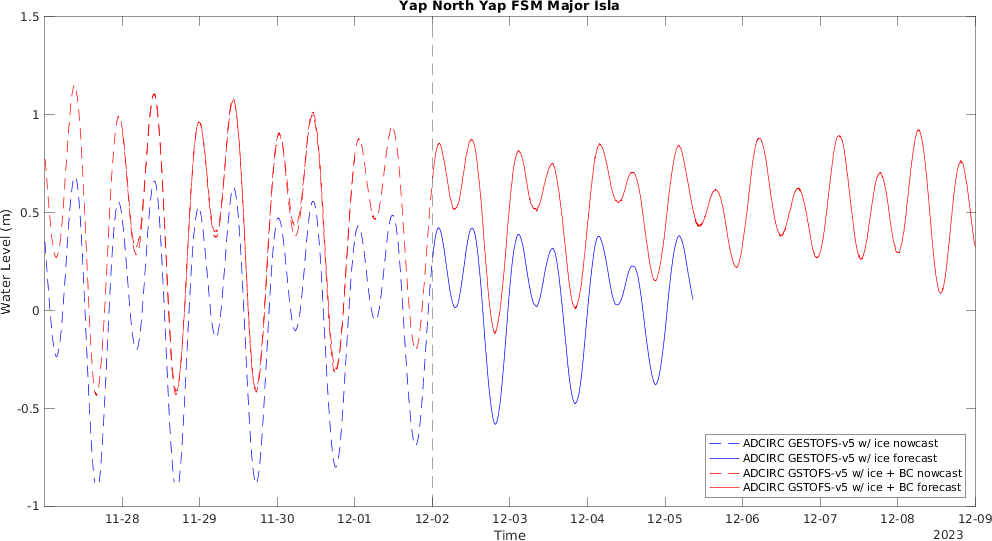 Yap North Yap FSM Major Isla
1.5
1
0.5
0
-0.5
-1
Water Level (m)
11-28 11-29 11-30 12-01 12-02 12-03 12-04 12-05 12-06 12-07 12-08 12-09
Time
2023
ADCIRC GESTOFS-v5 w/ ice nowcast
ADCIRC GESTOFS-v5 w/ ice forecast
ADCIRC GSTOFS-v5 w/ ice + BC nowcast
ADCIRC GSTOFS-v5 w/ ice + BC forecast